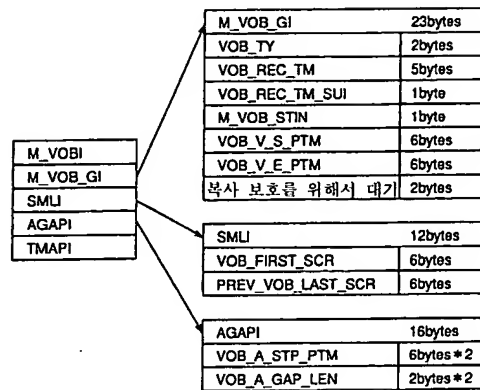 M_VOBI
M_VOB_GI
SMLI
AGAPI
TMAPI
M_VOB_GI 23bytes
VOB_TY 2bytes
VOB_REC_TM 5bytes
VOB_REC_TM_SUI 1byte
M_VOB_STIN 1byte
VOB_V_S_PTM 6bytes
VOB_V_E_PTM 6bytes
복사 보호를 위해서 대기 2bytes
SMLI 12bytes
VOB_FIRST_SCR 6bytes
PREV_VOB_LAST_SCR 6bytes
AGAPI 16bytes
VOB_A_STP_PTM 6bytes*2
VOB_A_GAP_LEN 2bytes*2